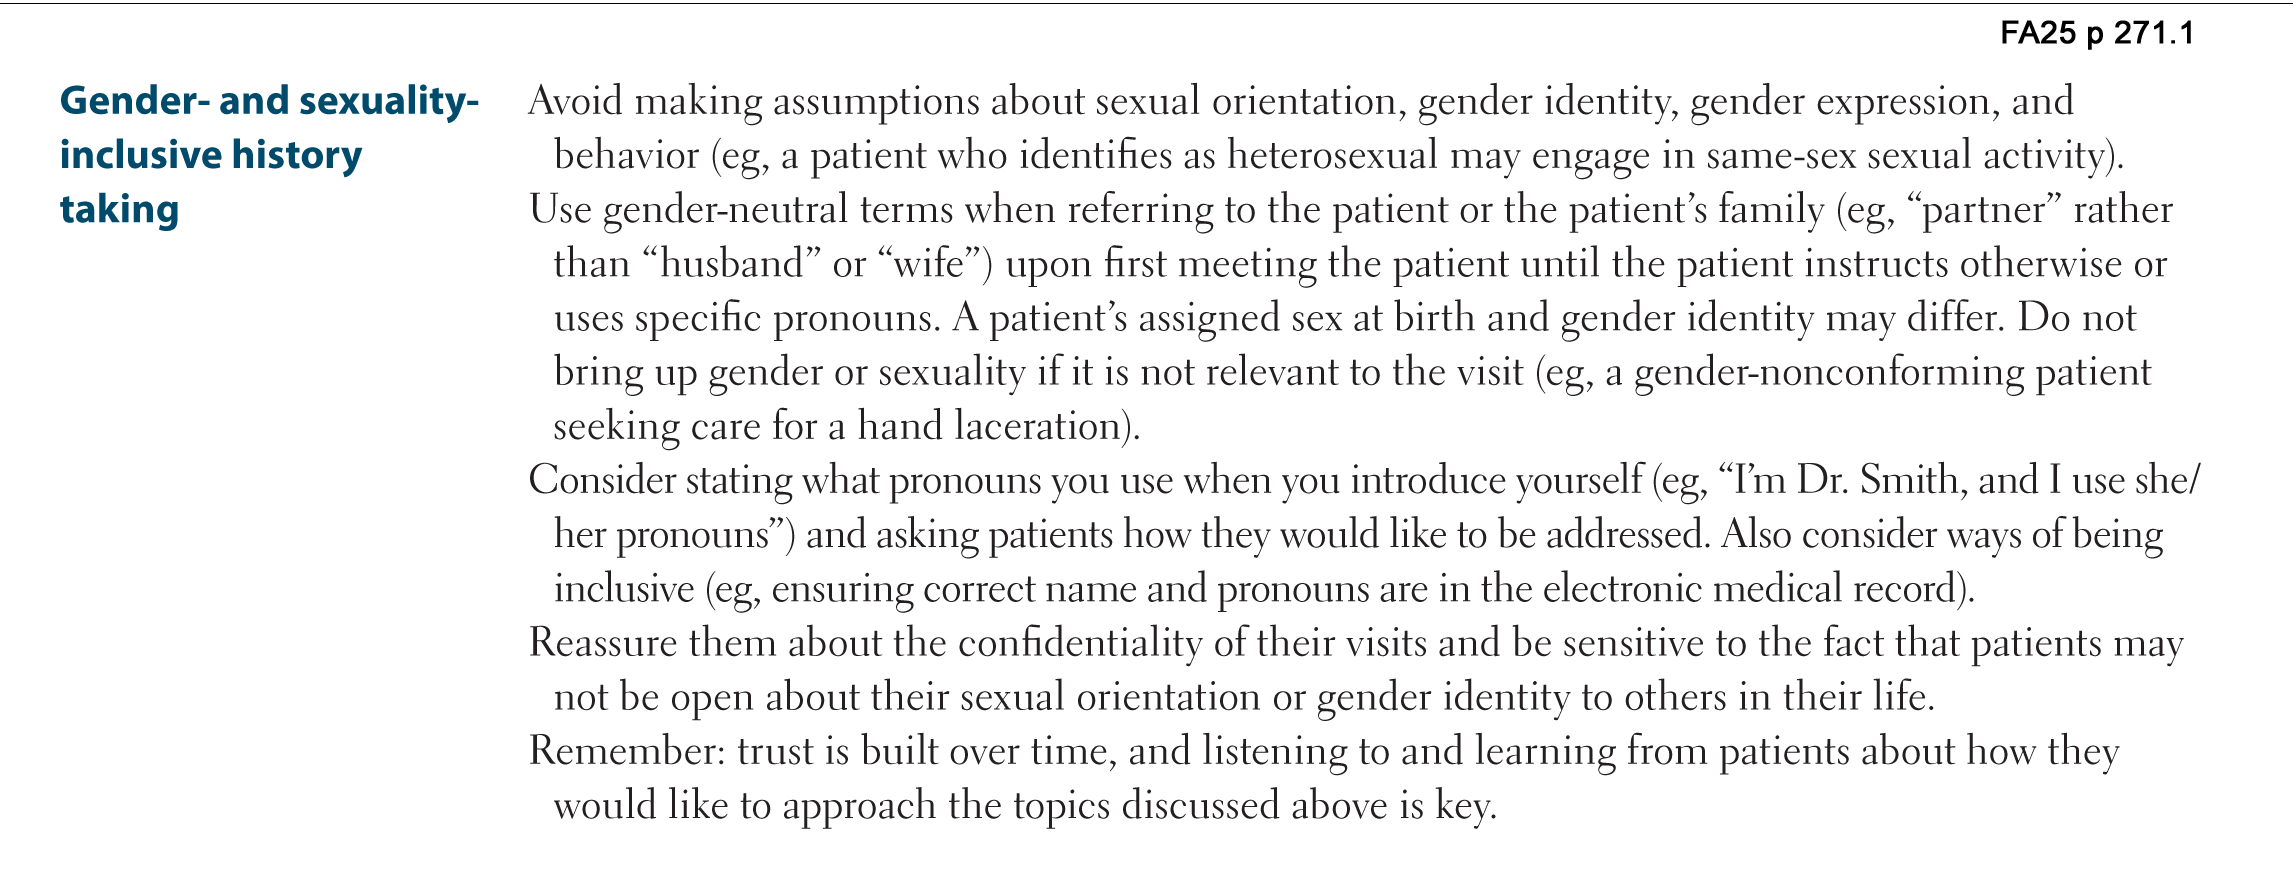 FA25 p 271.1
Gender- and sexuality-
inclusive history
taking
Avoid making assumptions about sexual orientation, gender identity, gender expression, and
behavior (eg, a patient who identifies as heterosexual may engage in same-sex sexual activity).
Use gender-neutral terms when referring to the patient or the patient’s family (eg, “partner” rather
than “husband” or “wife”) upon first meeting the patient until the patient instructs otherwise or
uses specific pronouns. A patient’s assigned sex at birth and gender identity may differ. Do not
bring up gender or sexuality if it is not relevant to the visit (eg, a gender-nonconforming patient
seeking care for a hand laceration).
Consider stating what pronouns you use when you introduce yourself (eg, “I’m Dr. Smith, and I use she/
her pronouns”) and asking patients how they would like to be addressed. Also consider ways of being
inclusive (eg, ensuring correct name and pronouns are in the electronic medical record).
Reassure them about the confidentiality of their visits and be sensitive to the fact that patients may
not be open about their sexual orientation or gender identity to others in their life.
Remember: trust is built over time, and listening to and learning from patients about how they
would like to approach the topics discussed above is key.